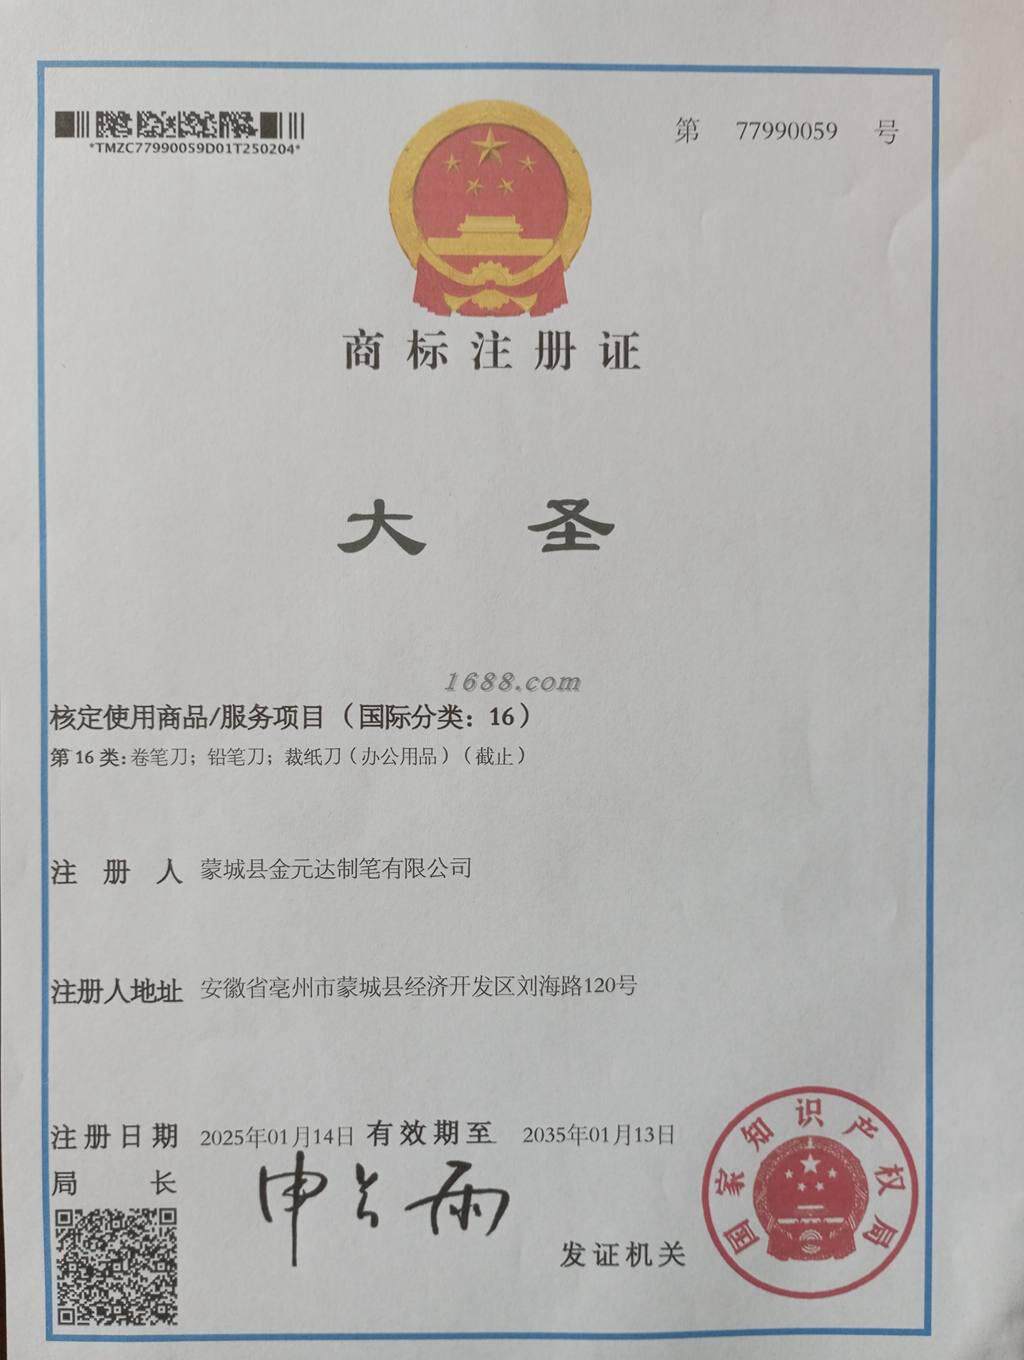 *TMZC77990059D01T250204*
第 77990059 号
商标注册证
大圣
1688.com
核定使用商品/服务项目（国际分类：16）
第16类:卷笔刀；铅笔刀；裁纸刀（办公用品）（截止）
注册人 蒙城县金元达制笔有限公司
注册人地址 安徽省亳州市蒙城县经济开发区刘海路120号
注册日期 2025年01月14日 有效期至 2035年01月13日
局长 申长雨
发证机关
国家知识产权局